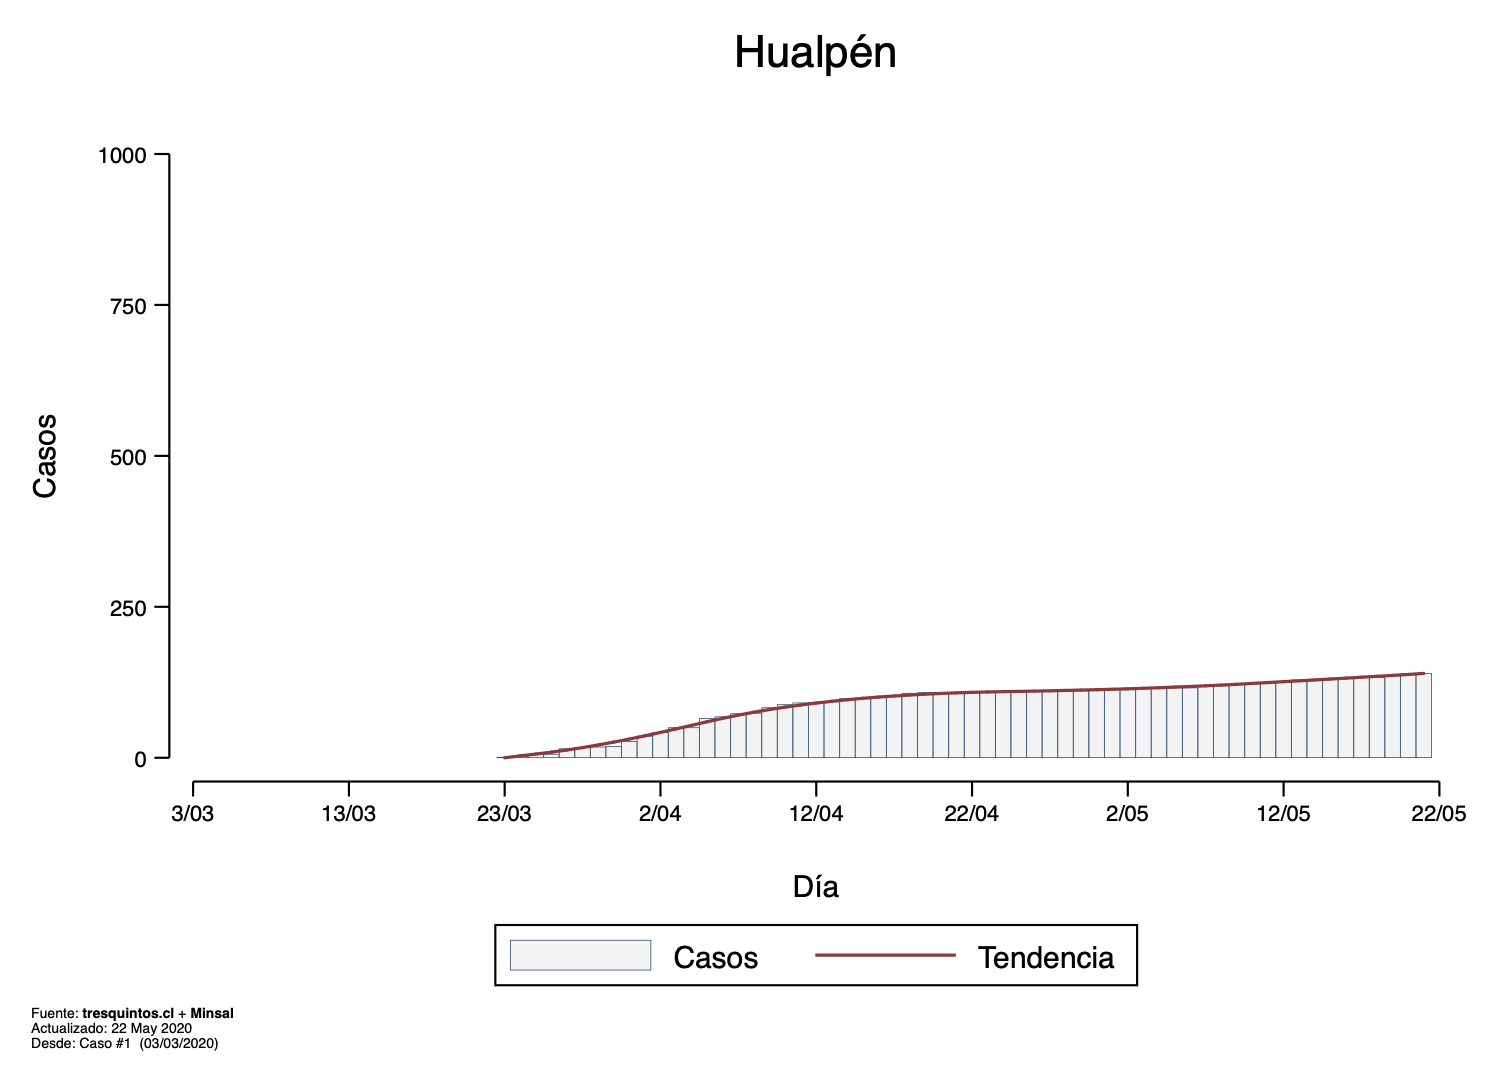 Hualpén
1000
750
500
250
0
Casos
3/03 13/03 23/03 2/04 12/04 22/04 2/05 12/05 22/05
Día
Casos Tendencia
Fuente: tresquintos.cl + Minsal
Actualizado: 22 May 2020
Desde: Caso #1 (03/03/2020)